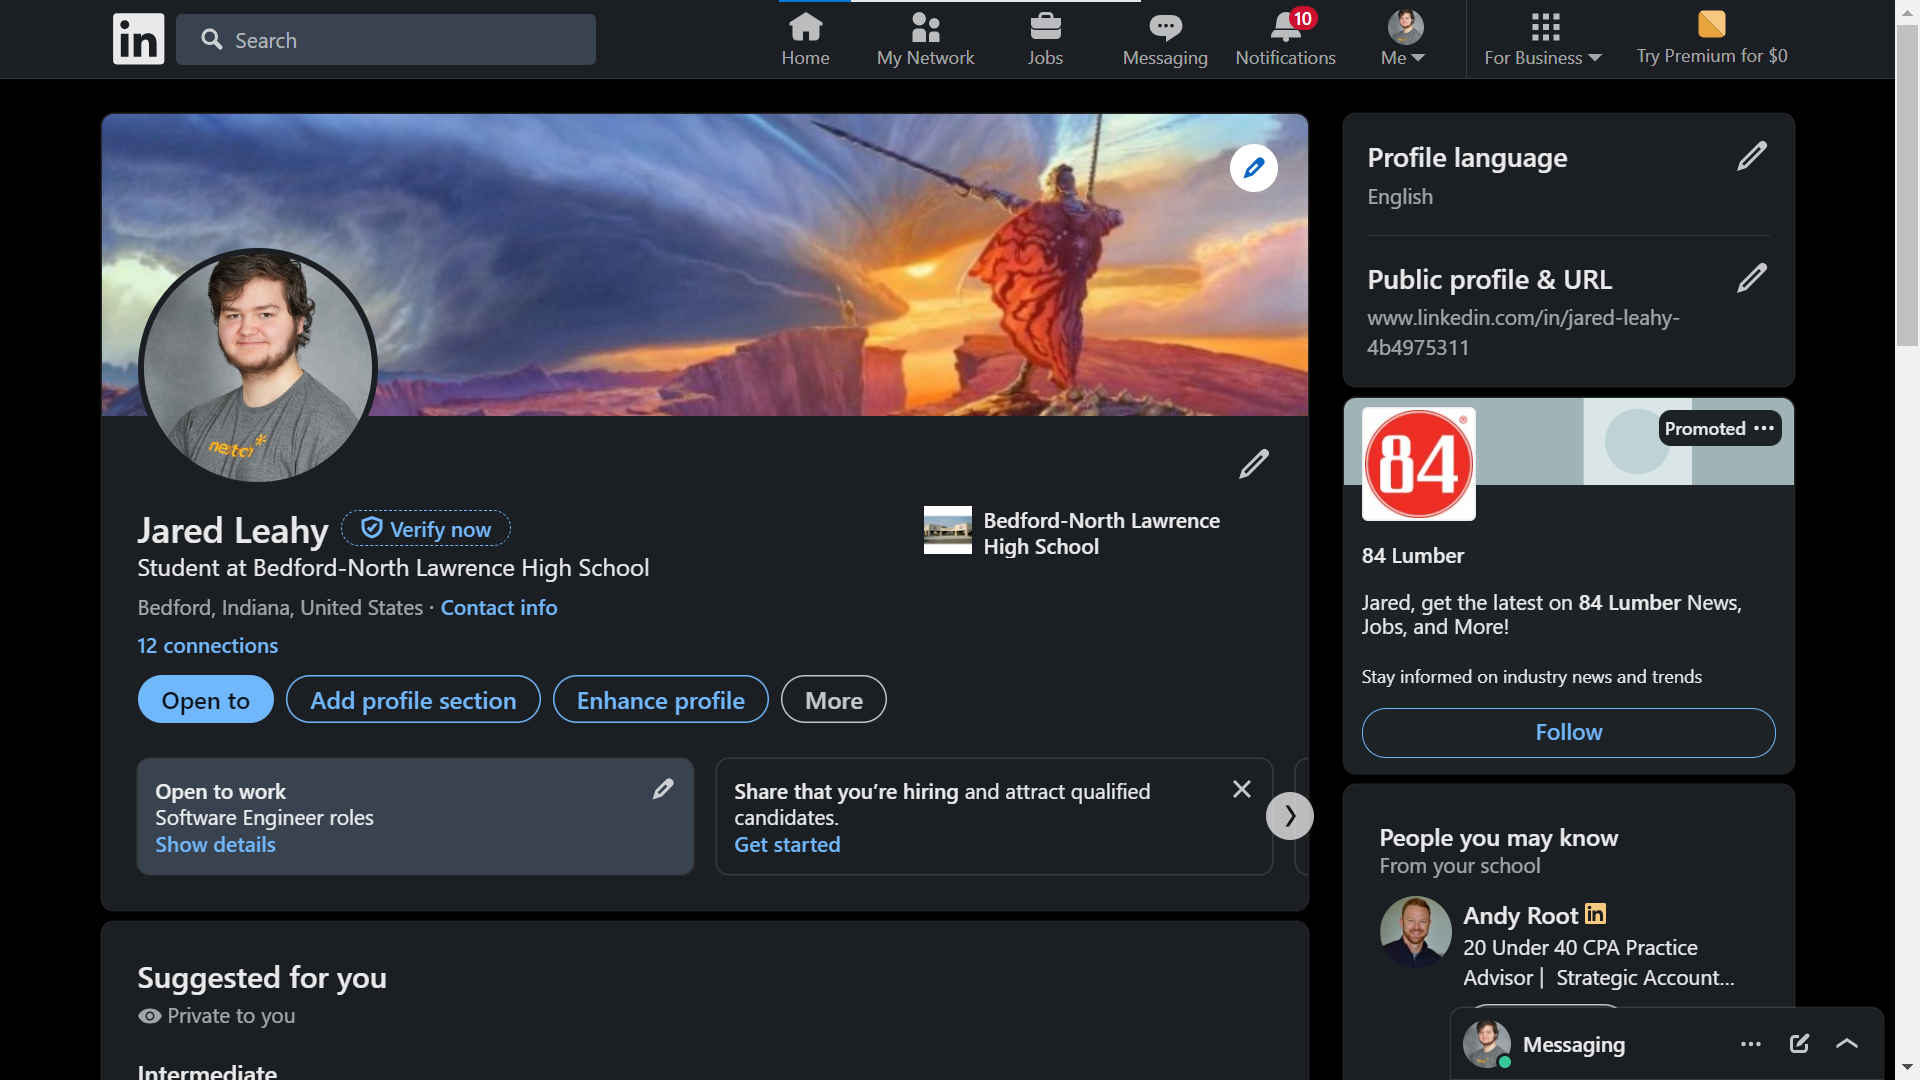 in
Search
Home
My Network
Jobs
Messaging
10
Notifications
Me
For Business
Try Premium for $0
nextcn
Jared Leahy
Verify now
Student at Bedford-North Lawrence High School
Bedford, Indiana, United States · Contact info
12 connections
Bedford-North Lawrence
High School
Open to
Add profile section
Enhance profile
More
Open to work
Software Engineer roles
Show details
Share that you’re hiring and attract qualified
candidates.
Get started
Suggested for you
Private to you
Intermediate
Profile language
English
Public profile & URL
www.linkedin.com/in/jared-leahy-
4b4975311
84
®
Promoted
84 Lumber
Jared, get the latest on 84 Lumber News,
Jobs, and More!
Stay informed on industry news and trends
Follow
People you may know
From your school
Andy Root in
20 Under 40 CPA Practice
Advisor | Strategic Account...
Messaging